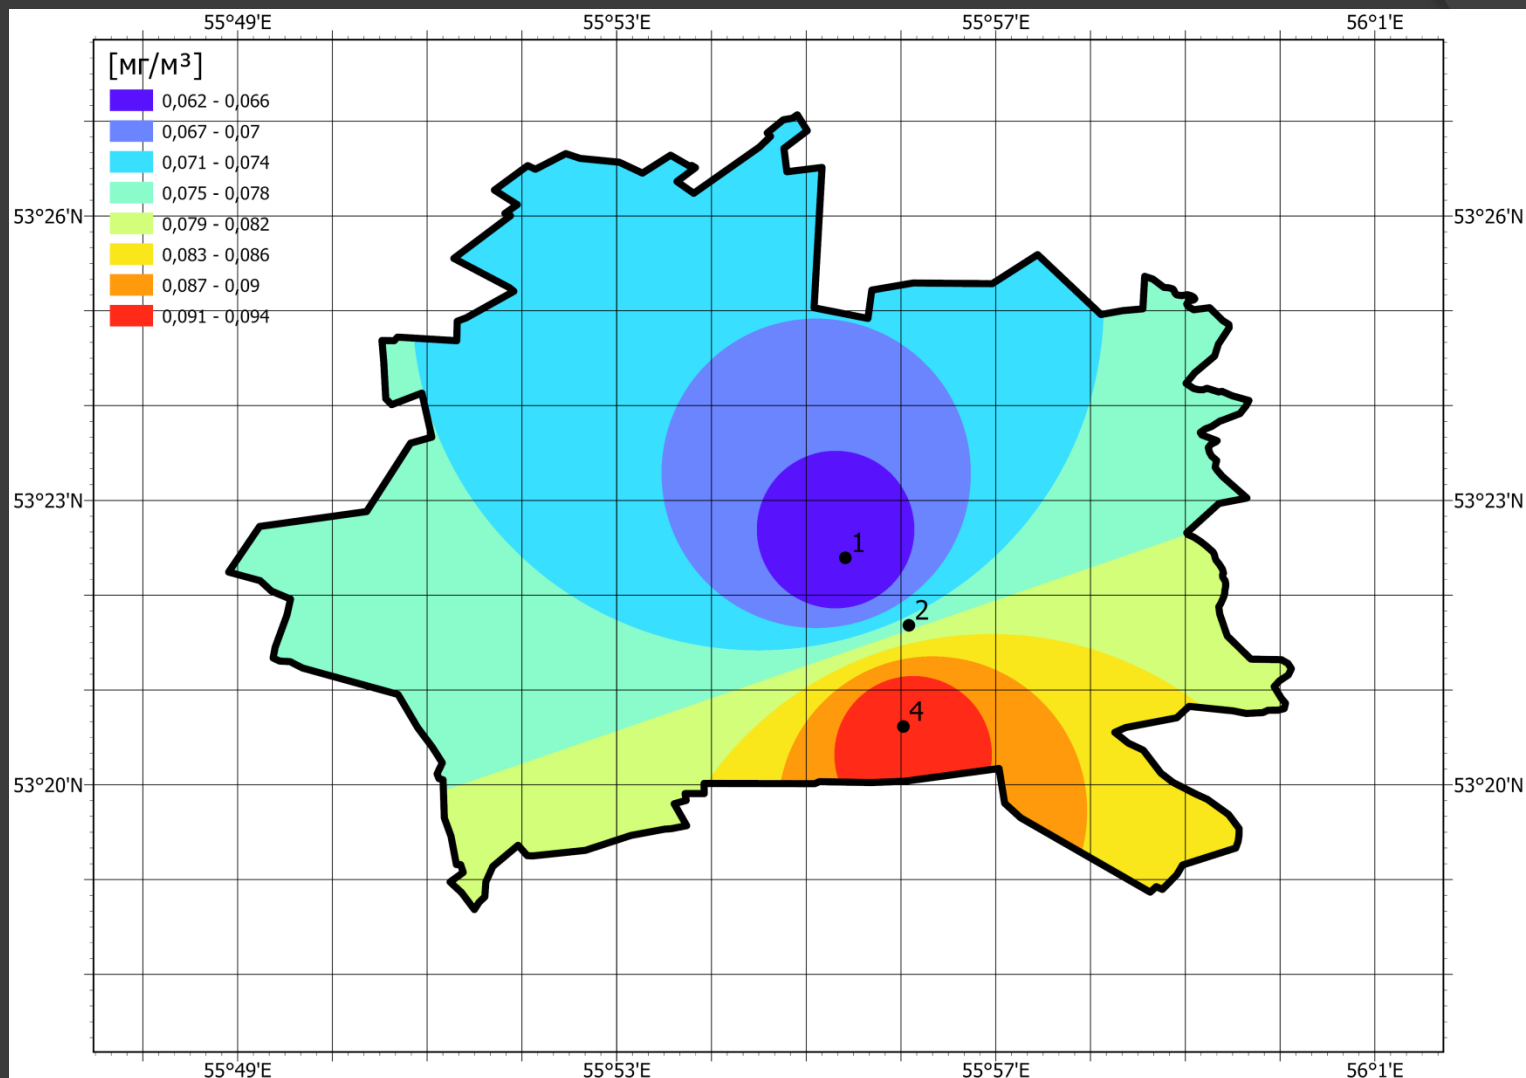 55°49'E 55°53'E 55°57'E 56°1'E
[мг/м³]
0,062 - 0,066
0,067 - 0,07
0,071 - 0,074
0,075 - 0,078
0,079 - 0,082
0,083 - 0,086
0,087 - 0,09
0,091 - 0,094
53°26'N 53°26'N
53°23'N 53°23'N
1
2
4
53°20'N 53°20'N
55°49'E 55°53'E 55°57'E 56°1'E